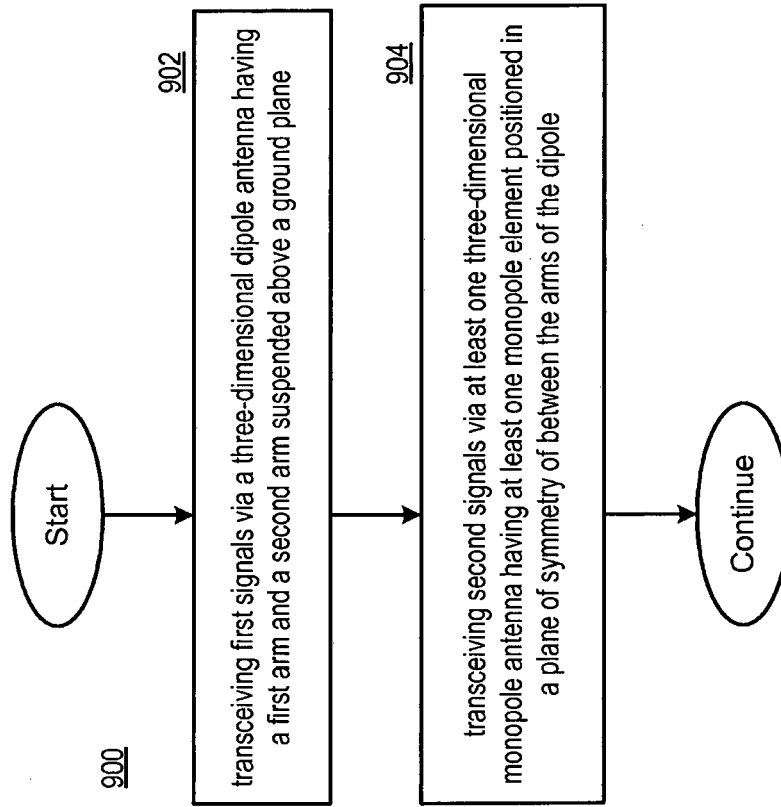 900
Start
902
transceiving first signals via a three-dimensional dipole antenna having
a first arm and a second arm suspended above a ground plane
904
transceiving second signals via at least one three-dimensional
monopole antenna having at least one monopole element positioned in
a plane of symmetry of between the arms of the dipole
Continue